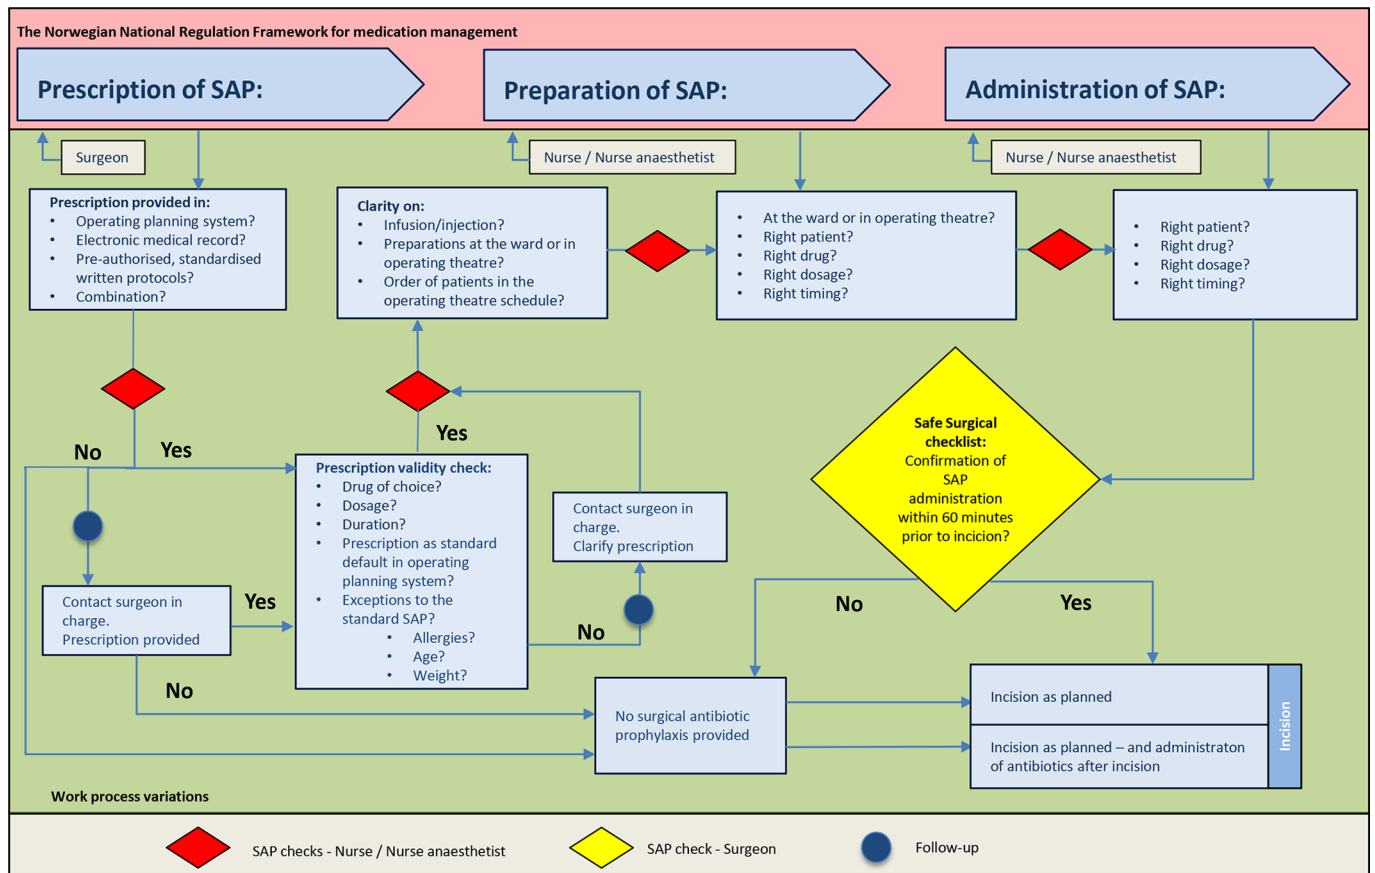 The Norwegian National Regulation Framework for medication management
Prescription of SAP:
Preparation of SAP:
Administration of SAP:
Surgeon
Nurse / Nurse anaesthetist
Nurse / Nurse anaesthetist
Prescription provided in:
• Operating planning system?
• Electronic medical record?
• Pre-authorised, standardised
written protocols?
• Combination?
Clarity on:
• Infusion/injection?
• Preparations at the ward or in
operating theatre?
• Order of patients in the
operating theatre schedule?
• At the ward or in operating theatre?
• Right patient?
• Right drug?
• Right dosage?
• Right timing?
• Right patient?
• Right drug?
• Right dosage?
• Right timing?
No
Yes
Yes
Prescription validity check:
• Drug of choice?
• Dosage?
• Duration?
• Prescription as standard
default in operating
planning system?
• Exceptions to the
standard SAP?
• Allergies?
• Age?
• Weight?
Contact surgeon in
charge.
Clarify prescription
Safe Surgical
checklist:
Confirmation of
SAP
administration
within 60 minutes
prior to incicion?
Contact surgeon in
charge.
Prescription provided
Yes
No
No
No
Yes
No surgical antibiotic
prophylaxis provided
Incision as planned
Incision as planned – and administraton
of antibiotics after incision
Incision
Work process variations
SAP checks - Nurse / Nurse anaesthetist
SAP check - Surgeon
Follow-up